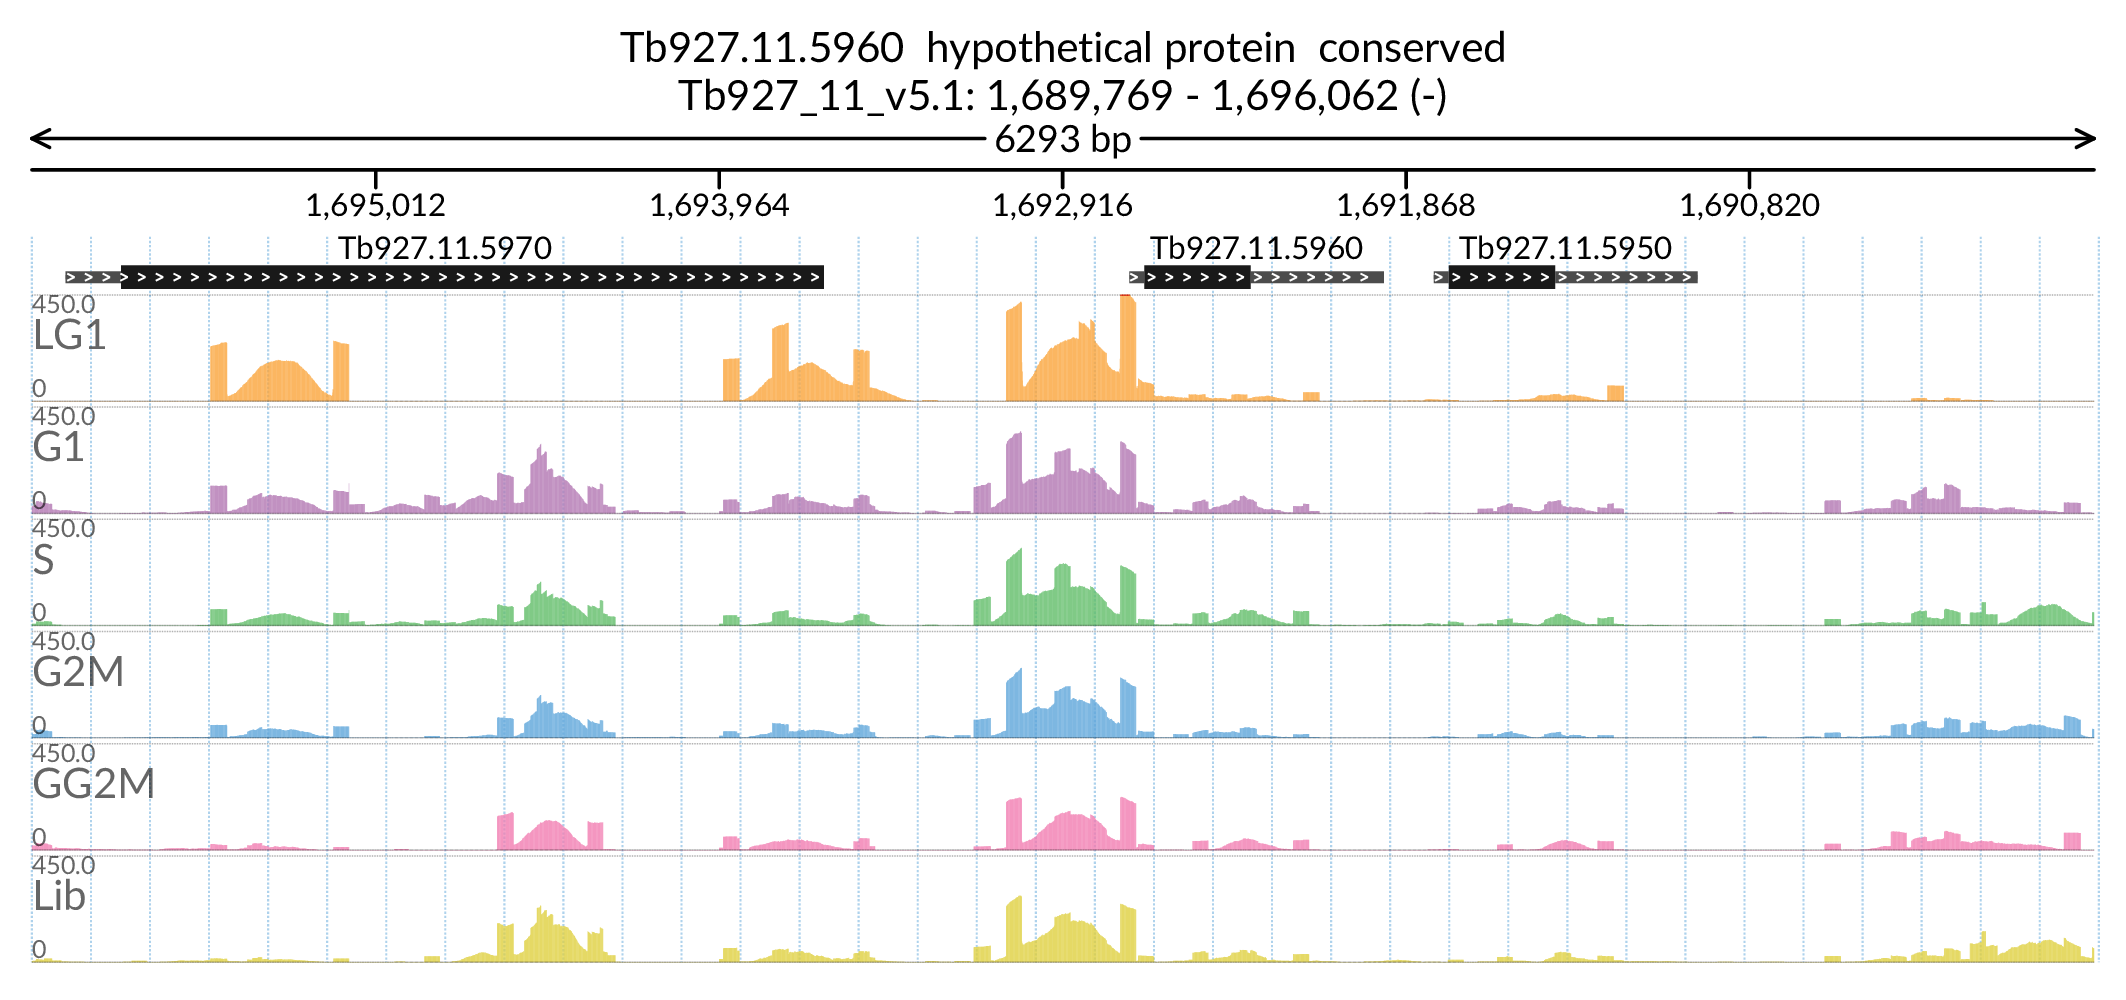 Tb927.11.5960  hypothetical protein  conserved
Tb927_11_v5.1: 1,689,769 - 1,696,062 (-)
6293 bp
1,695,012 1,693,964 1,692,916 1,691,868 1,690,820
Tb927.11.5970 Tb927.11.5960 Tb927.11.5950
450.0
LG1
0
450.0
G1
0
450.0
S
0
450.0
G2M
0
450.0
GG2M
0
450.0
Lib
0